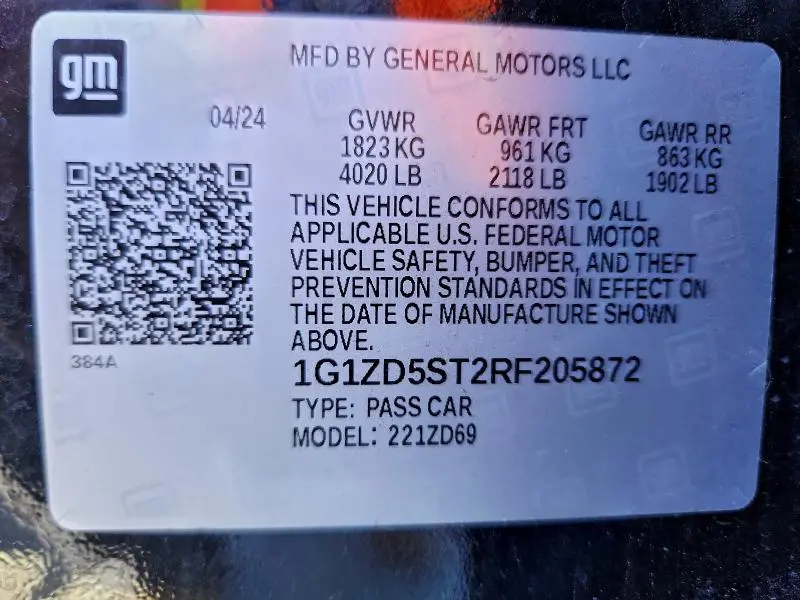 gm
MFD BY GENERAL MOTORS LLC
04/24 GVWR GAWR FRT GAWR RR
1823 KG 961 KG 863 KG
4020 LB 2118 LB 1902 LB
THIS VEHICLE CONFORMS TO ALL
APPLICABLE U.S. FEDERAL MOTOR
VEHICLE SAFETY, BUMPER, AND THEFT
PREVENTION STANDARDS IN EFFECT ON
THE DATE OF MANUFACTURE SHOWN
ABOVE.
384A
1G1ZD5ST2RF205872
TYPE: PASS CAR
MODEL: 221ZD69